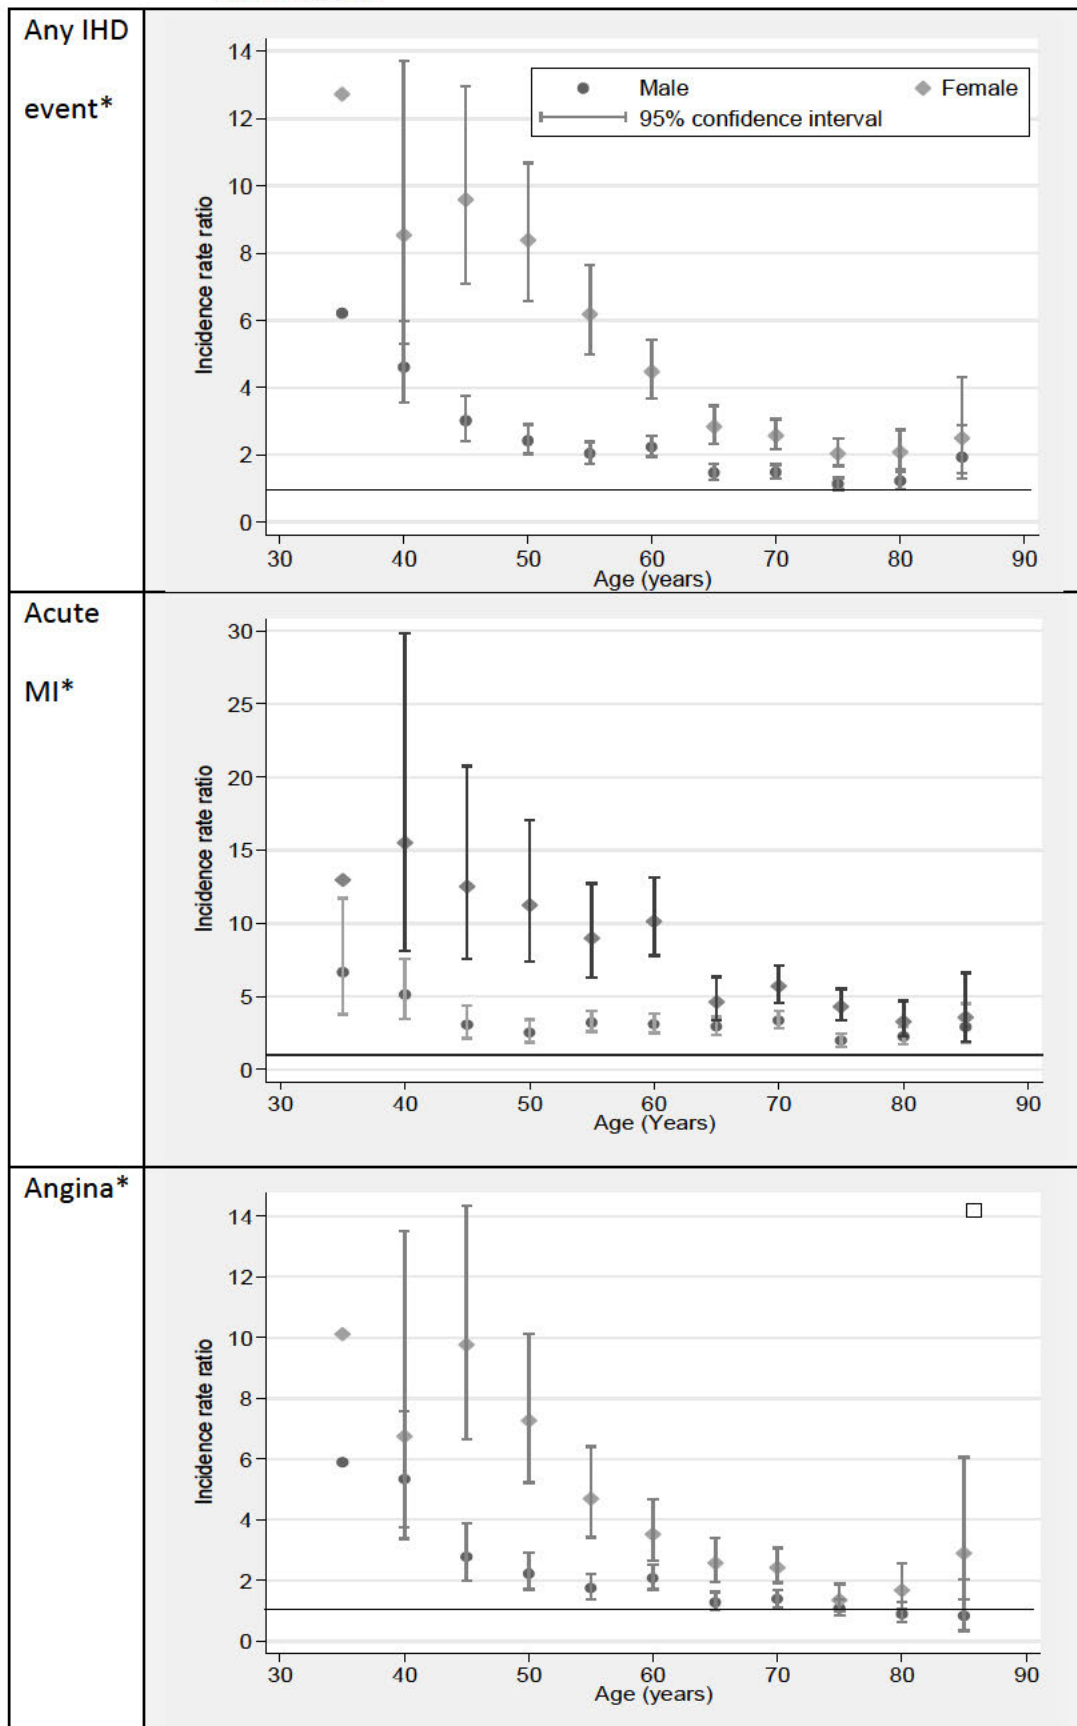 Any IHD
event*
14
12
10
8
6
4
2
0
Incidence rate ratio
Male
Female
95% confidence interval
30 40 50 60 70 80 90
Age (years)
Acute
MI*
30
25
20
15
10
5
0
Incidence rate ratio
30 40 50 60 70 80 90
Age (Years)
Angina*
14
12
10
8
6
4
2
0
Incidence rate ratio
30 40 50 60 70 80 90
Age (years)